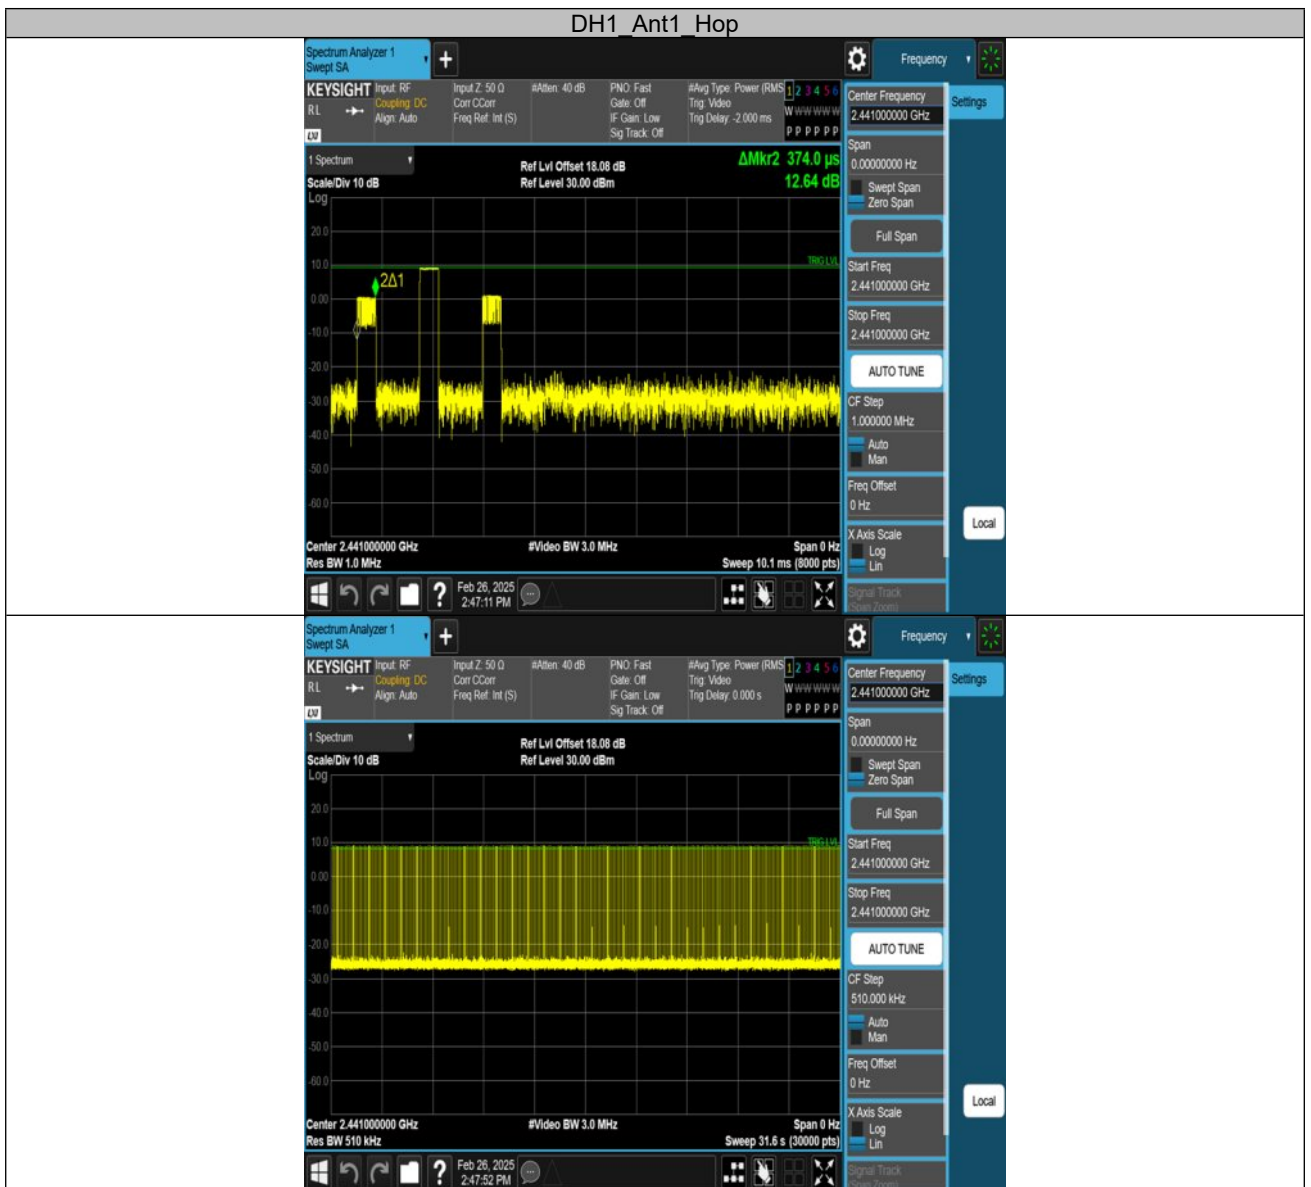 DH1_Ant1_Hop
Spectrum Analyzer 1
Swept SA
+
Frequency
KEYSIGHT
RL
LXI
Input: RF
Coupling: DC
Align: Auto
Input Z: 50 Ω
Corr CCorr
Freq Ref: Int (S)
#Atten: 40 dB
PNO: Fast
Gate: Off
IF Gain: Low
Sig Track: Off
#Avg Type: Power (RMS
Trig: Video
Trig Delay: -2.000 ms
1 2 3 4 5 6
W W W W W W
P P P P P P
1 Spectrum
Scale/Div 10 dB
Log
Ref Lvl Offset 18.08 dB
Ref Level 30.00 dBm
ΔMkr2 374.0 µs
12.64 dB
20.0
10.0
0.00
-10.0
-20.0
-30.0
-40.0
-50.0
-60.0
TRIG LVL
2Δ1
Center 2.441000000 GHz
Res BW 1.0 MHz
#Video BW 3.0 MHz
Span 0 Hz
Sweep 10.1 ms (8000 pts)
Feb 26, 2025
2:47:11 PM
Center Frequency
2.441000000 GHz
Span
0.00000000 Hz
Swept Span
Zero Span
Full Span
Start Freq
2.441000000 GHz
Stop Freq
2.441000000 GHz
AUTO TUNE
CF Step
1.000000 MHz
Auto
Man
Freq Offset
0 Hz
X Axis Scale
Log
Lin
Signal Track
(Span Zoom)
Settings
Local
Spectrum Analyzer 1
Swept SA
+
Frequency
KEYSIGHT
RL
LXI
Input: RF
Coupling: DC
Align: Auto
Input Z: 50 Ω
Corr CCorr
Freq Ref: Int (S)
#Atten: 40 dB
PNO: Fast
Gate: Off
IF Gain: Low
Sig Track: Off
#Avg Type: Power (RMS
Trig: Video
Trig Delay: 0.000 s
1 2 3 4 5 6
W W W W W W
P P P P P P
1 Spectrum
Scale/Div 10 dB
Log
Ref Lvl Offset 18.08 dB
Ref Level 30.00 dBm
20.0
10.0
0.00
-10.0
-20.0
-30.0
-40.0
-50.0
-60.0
TRIG LVL
Center 2.441000000 GHz
Res BW 510 kHz
#Video BW 3.0 MHz
Span 0 Hz
Sweep 31.6 s (30000 pts)
Feb 26, 2025
2:47:52 PM
Center Frequency
2.441000000 GHz
Span
0.00000000 Hz
Swept Span
Zero Span
Full Span
Start Freq
2.441000000 GHz
Stop Freq
2.441000000 GHz
AUTO TUNE
CF Step
510.000 kHz
Auto
Man
Freq Offset
0 Hz
X Axis Scale
Log
Lin
Signal Track
(Span Zoom)
Settings
Local